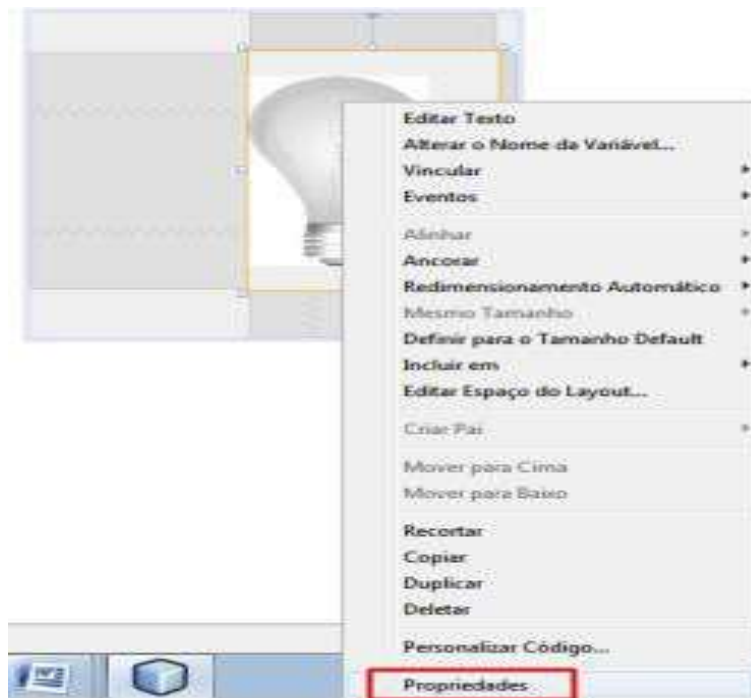 Editar Texto
Alterar o Nome da Variável...
Vincular
Eventos
Alinhar
Ancorar
Redimensionamento Automático
Mesmo Tamanho
Definir para o Tamanho Default
Incluir em
Editar Espaço do Layout...
Criar Pai
Mover para Cima
Mover para Baixo
Recortar
Copiar
Duplicar
Deletar
Personalizar Código...
Propriedades